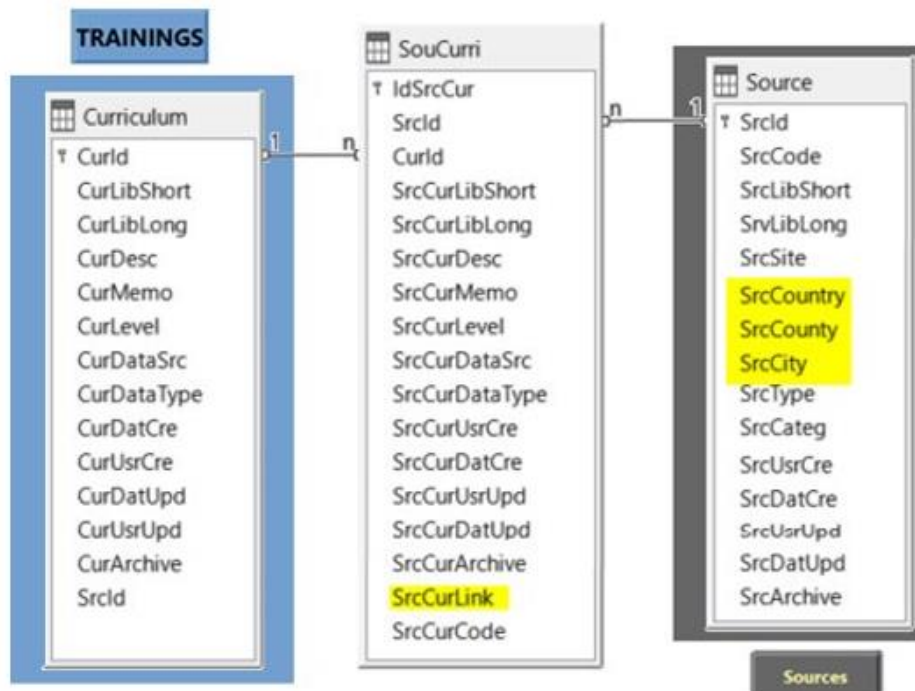 TRAININGS
Curriculum
1
CurId
CurLibShort
CurLibLong
CurDesc
CurMemo
CurLevel
CurDataSrc
CurDataType
CurDatCre
CurUsrCre
CurDatUpd
CurUsrUpd
CurArchive
SrcId
n
SouCurri
IdSrcCur
SrcId
CurId
SrcCurLibShort
SrcCurLibLong
SrcCurDesc
SrcCurMemo
SrcCurLevel
SrcCurDataSrc
SrcCurDataType
SrcCurUsrCre
SrcCurDatCre
SrcCurUsrUpd
SrcCurDatUpd
SrcCurArchive
SrcCurLink
SrcCurCode
n
1
Source
SrcId
SrcCode
SrcLibShort
SrvLibLong
SrcSite
SrcCountry
SrcCounty
SrcCity
SrcType
SrcCateg
SrcUsrCre
SrcDatCre
SrcUsrUpd
SrcDatUpd
SrcArchive
Sources